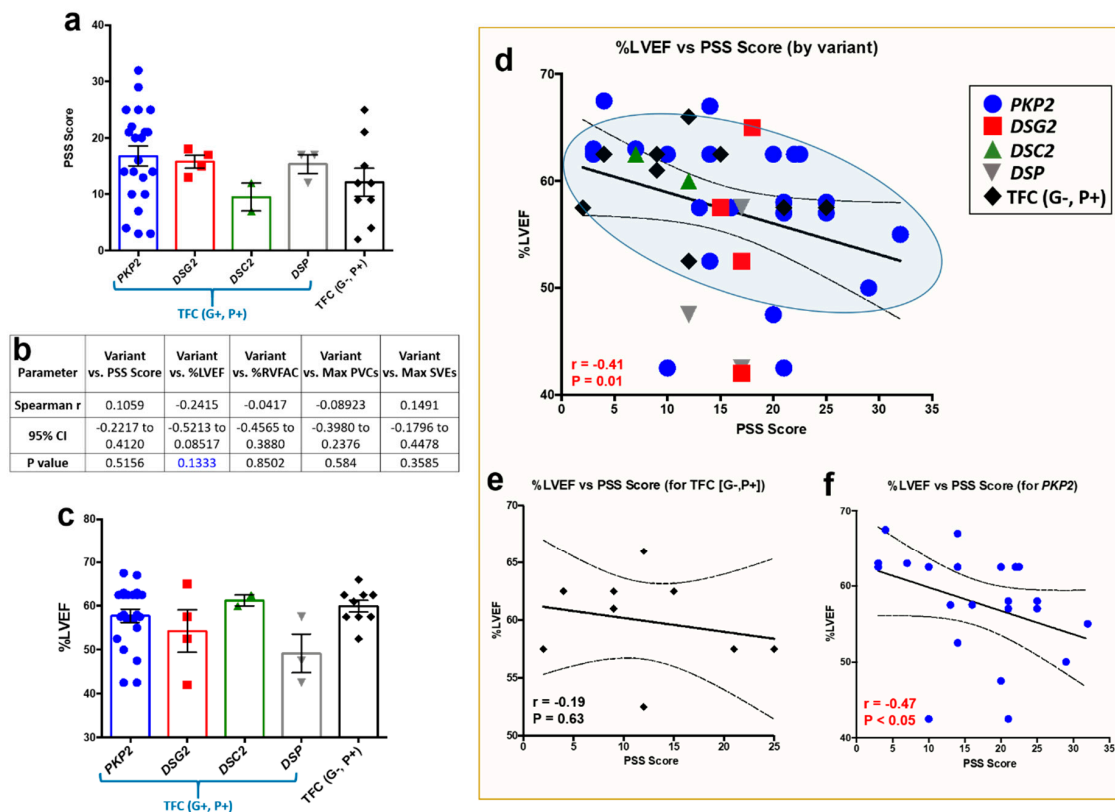 a
40
30
20
10
0
PSS Score
PKP2
DSG2
DSC2
DSP
TFC (G-, P+)
TFC (G+, P+)
b
Parameter
Variant vs. PSS Score
Variant vs. %LVEF
Variant vs. %RVFAC
Variant vs. Max PVCs
Variant vs. Max SVEs
Spearman r
0.1059
-0.2415
-0.0417
-0.08923
0.1491
95% CI
-0.2217 to
0.4120
-0.5213 to
0.08517
-0.4565 to
0.3880
-0.3980 to
0.2376
-0.1796 to
0.4478
P value
0.5156
0.1333
0.8502
0.584
0.3585
c
80
70
60
50
40
30
%LVEF
PKP2
DSG2
DSC2
DSP
TFC (G-, P+)
TFC (G+, P+)
d
%LVEF vs PSS Score (by variant)
70
60
50
40
%LVEF
r = -0.41
P = 0.01
0 5 10 15 20 25 30 35
PSS Score
PKP2
DSG2
DSC2
DSP
TFC (G-, P+)
e
%LVEF vs PSS Score (for TFC [G-,P+])
70
65
60
55
50
%LVEF
r = -0.19
P = 0.63
0 5 10 15 20 25
PSS Score
f
%LVEF vs PSS Score (for PKP2)
70
60
50
40
%LVEF
r = -0.47
P < 0.05
0 5 10 15 20 25 30 35
PSS Score